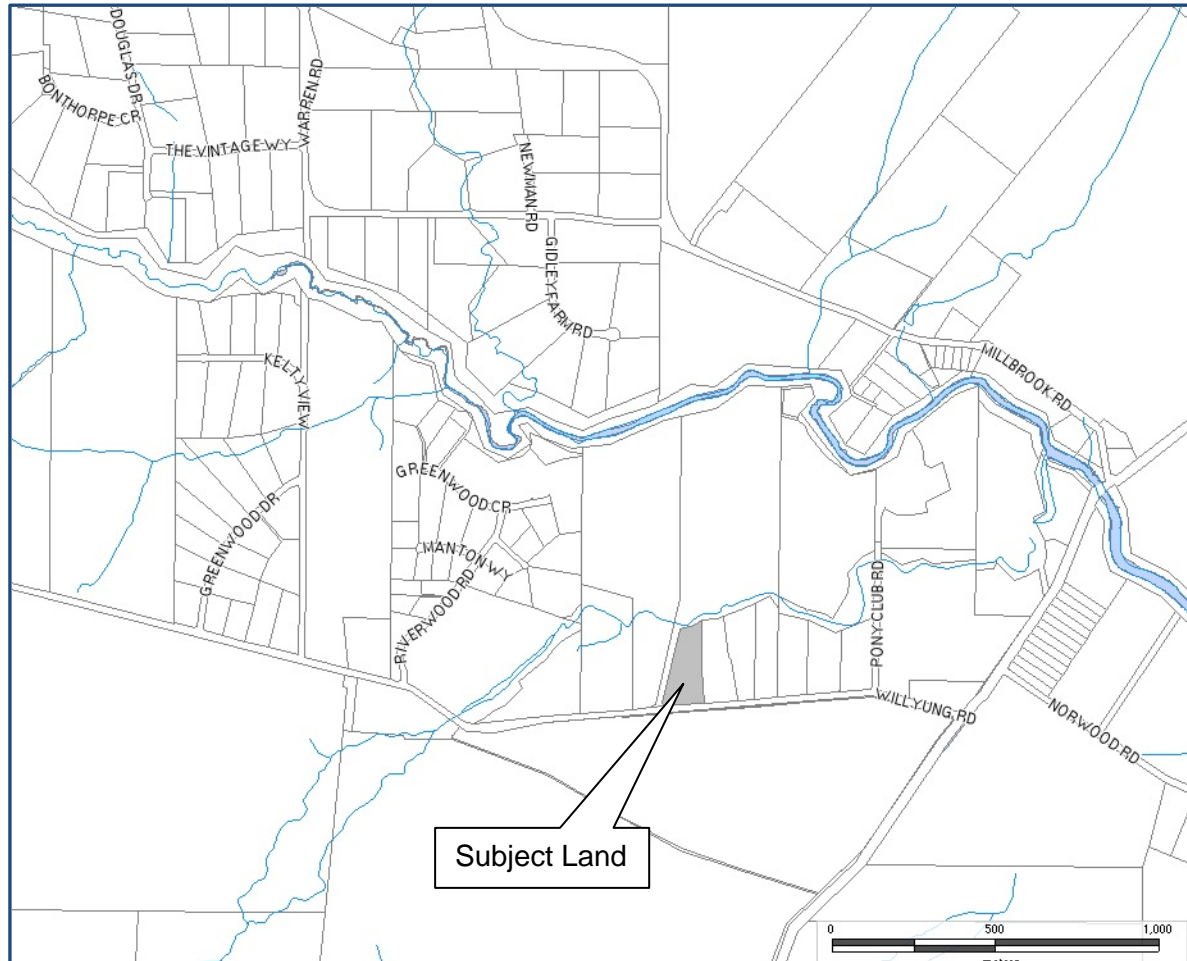 DOUGLAS DR
BONTHORPE CR
THE VINTAGE WY
WARREN RD
NEWMAN RD
GIDLEY FARM RD
KELTY VIEW
MILLBROOK RD
GREENWOOD CR
GREENWOOD DR
MANTON WY
RIVERWOOD RD
PONY CLUB RD
WILLYUNG RD
NORWOOD RD
Subject Land
0 500 1,000